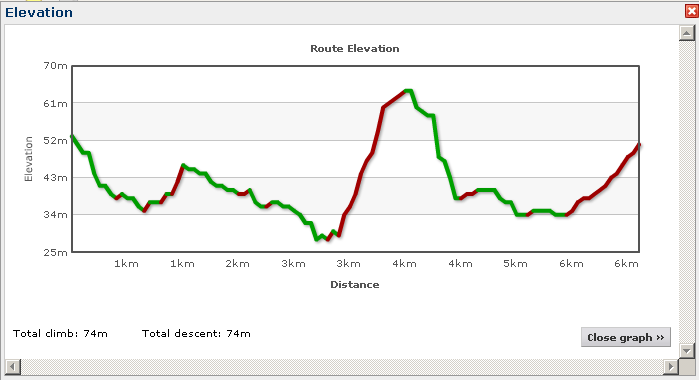 Elevation
Route Elevation
70m
61m
52m
43m
34m
25m
Elevation
1km 1km 2km 3km 3km 4km 4km 5km 6km 6km
Distance
Total climb: 74m Total descent: 74m
Close graph ››